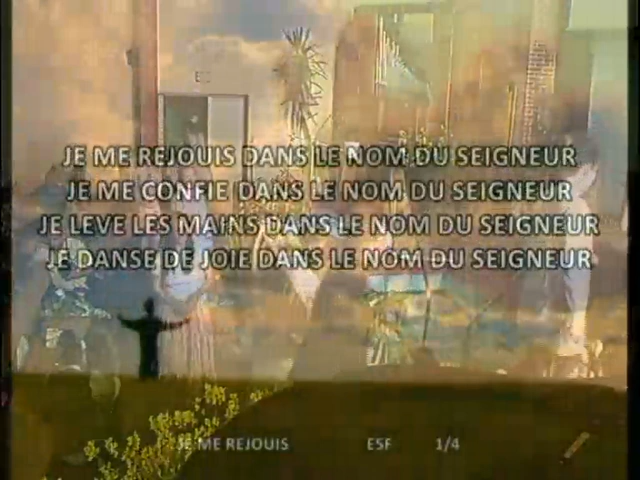 JE ME REJOUIS DANS LE NOM DU SEIGNEUR
JE ME CONFIE DANS LE NOM DU SEIGNEUR
JE LEVE LES MAINS DANS LE NOM DU SEIGNEUR
JE DANSE DE JOIE DANS LE NOM DU SEIGNEUR
JE ME REJOUIS ESF 1/4